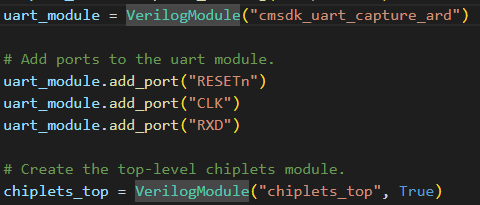 uart_module = VerilogModule("cmsdk_uart_capture_ard")
# Add ports to the uart module.
uart_module.add_port("RESETn")
uart_module.add_port("CLK")
uart_module.add_port("RXD")
# Create the top-level chiplets module.
chiplets_top = VerilogModule("chiplets_top", True)